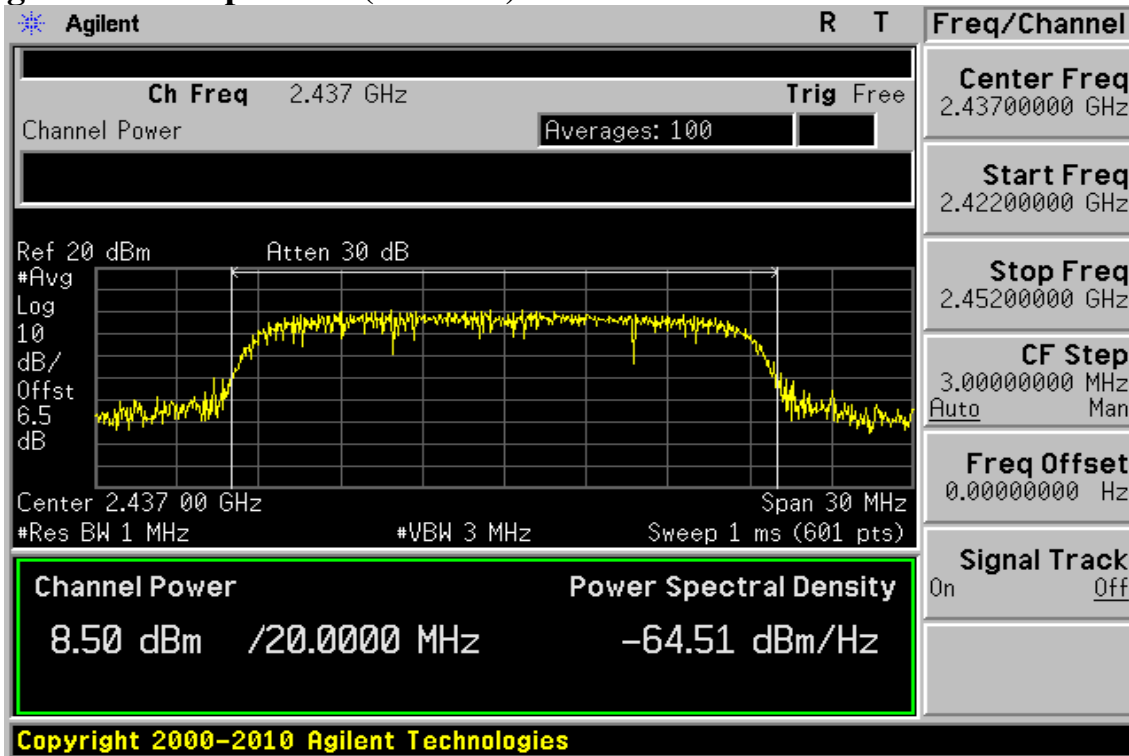 Agilent R T
Ch Freq 2.437 GHz Trig Free
Channel Power Averages: 100
Ref 20 dBm Atten 30 dB
#Avg
Log
10
dB/
Offst
6.5
dB
Center 2.437 00 GHz Span 30 MHz
#Res BW 1 MHz #VBW 3 MHz Sweep 1 ms (601 pts)
Channel Power Power Spectral Density
8.50 dBm /20.0000 MHz -64.51 dBm/Hz
Copyright 2000-2010 Agilent Technologies
Freq/Channel
Center Freq
2.43700000 GHz
Start Freq
2.42200000 GHz
Stop Freq
2.45200000 GHz
CF Step
3.00000000 MHz
Auto Man
Freq Offset
0.00000000 Hz
Signal Track
On Off